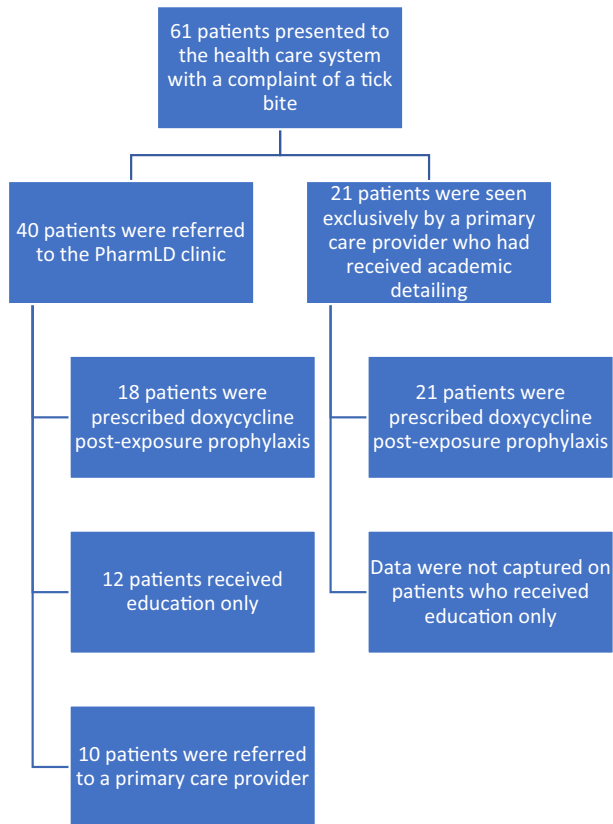 61 patients presented to
the health care system
with a complaint of a tick
bite
40 patients were referred
to the PharmLD clinic
21 patients were seen
exclusively by a primary
care provider who had
received academic
detailing
18 patients were
prescribed doxycycline
post-exposure prophylaxis
21 patients were
prescribed doxycycline
post-exposure prophylaxis
12 patients received
education only
Data were not captured on
patients who received
education only
10 patients were referred
to a primary care provider